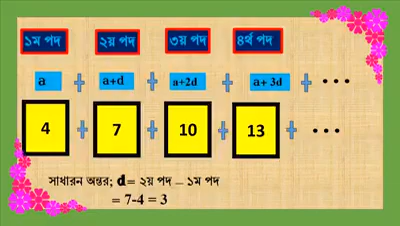 ১ম পদ ২য় পদ ৩য় পদ ৪র্থ পদ
a + a+d + a+2d + a+ 3d + ...
4 + 7 + 10 + 13 + ...
সাধারন অন্তর; d = ২য় পদ – ১ম পদ
= 7-4 = 3